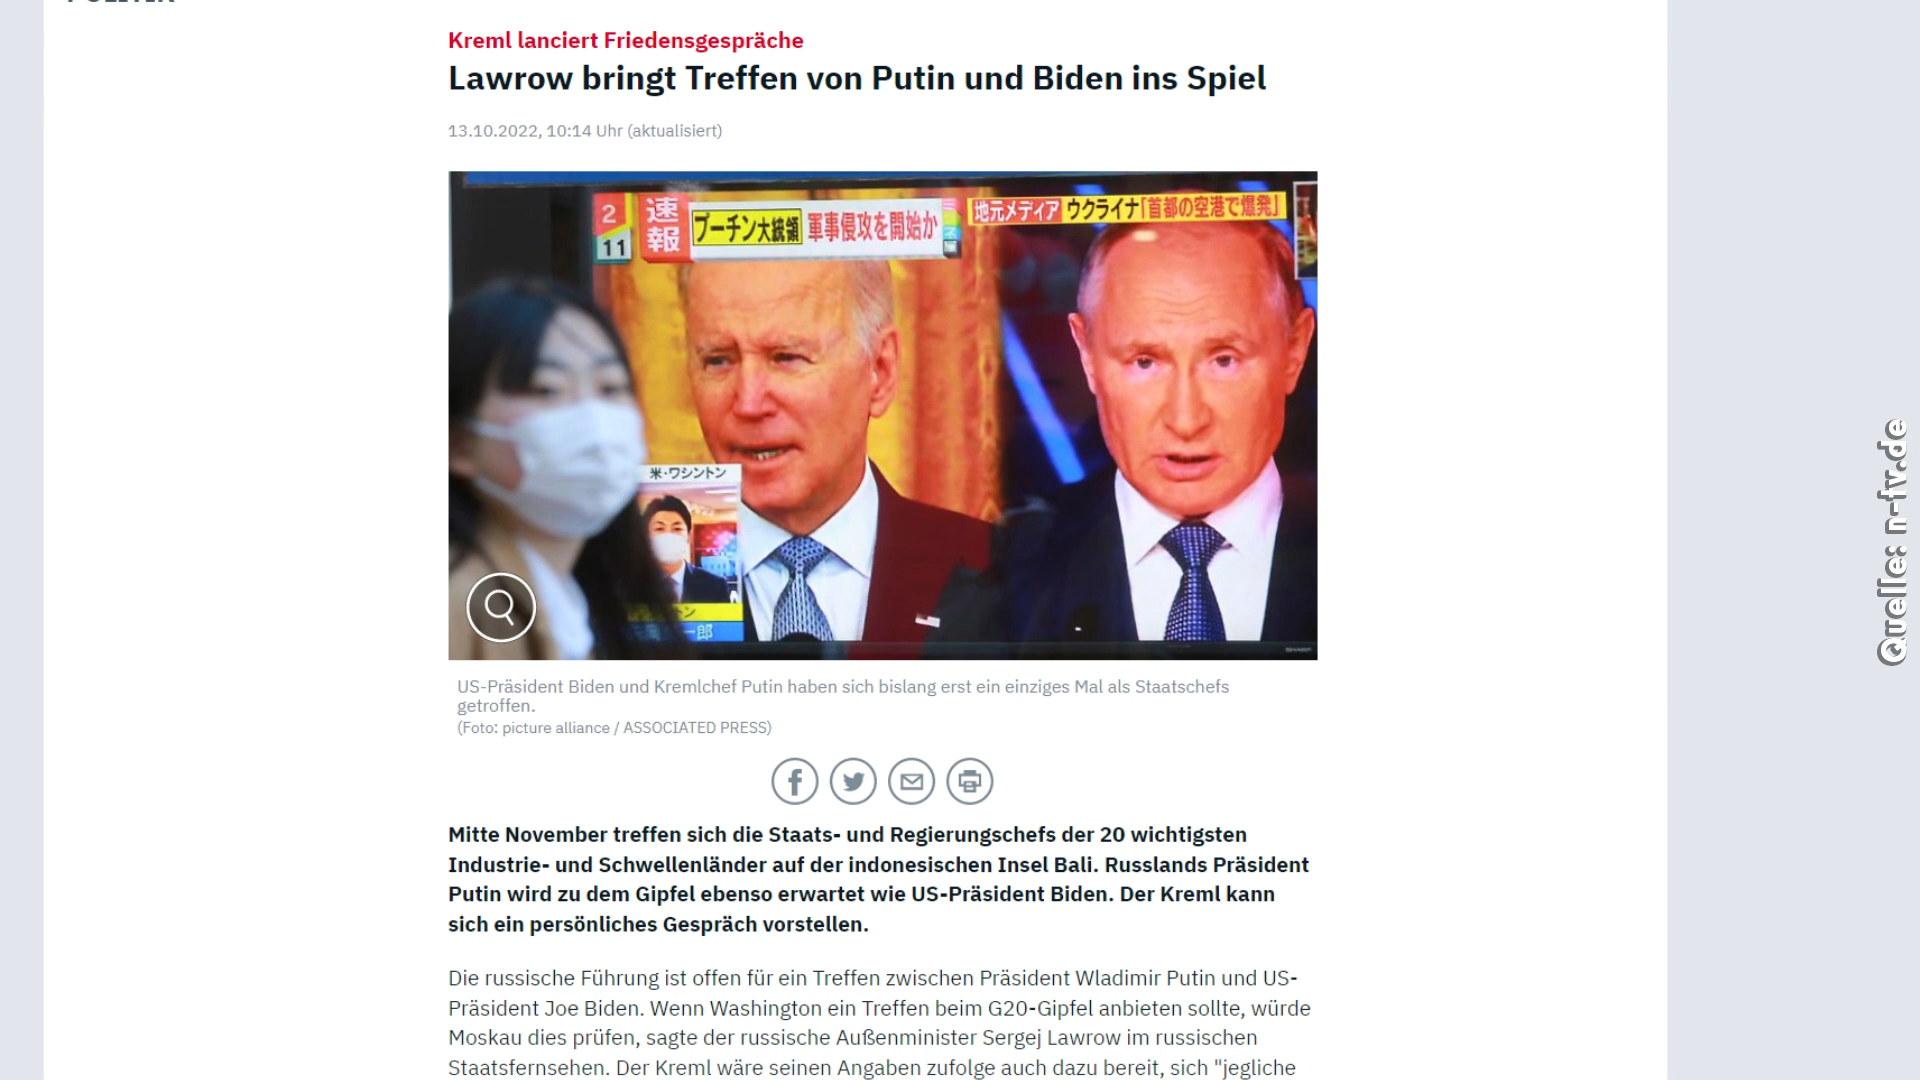 Kreml lanciert Friedensgespräche
Lawrow bringt Treffen von Putin und Biden ins Spiel
13.10.2022, 10:14 Uhr (aktualisiert)
2
11
速報
プーチン大統領 軍事侵攻を開始か
地元メディア ウクライナ「首都の空港で爆発」
米・ワシントン
US-Präsident Biden und Kremlchef Putin haben sich bislang erst ein einziges Mal als Staatschefs
getroffen.
(Foto: picture alliance / ASSOCIATED PRESS)
Mitte November treffen sich die Staats- und Regierungschefs der 20 wichtigsten
Industrie- und Schwellenländer auf der indonesischen Insel Bali. Russlands Präsident
Putin wird zu dem Gipfel ebenso erwartet wie US-Präsident Biden. Der Kreml kann
sich ein persönliches Gespräch vorstellen.
Die russische Führung ist offen für ein Treffen zwischen Präsident Wladimir Putin und US-
Präsident Joe Biden. Wenn Washington ein Treffen beim G20-Gipfel anbieten sollte, würde
Moskau dies prüfen, sagte der russische Außenminister Sergej Lawrow im russischen
Staatsfernsehen. Der Kreml wäre seinen Angaben zufolge auch dazu bereit, sich "jegliche
Quelle: n-tv.de